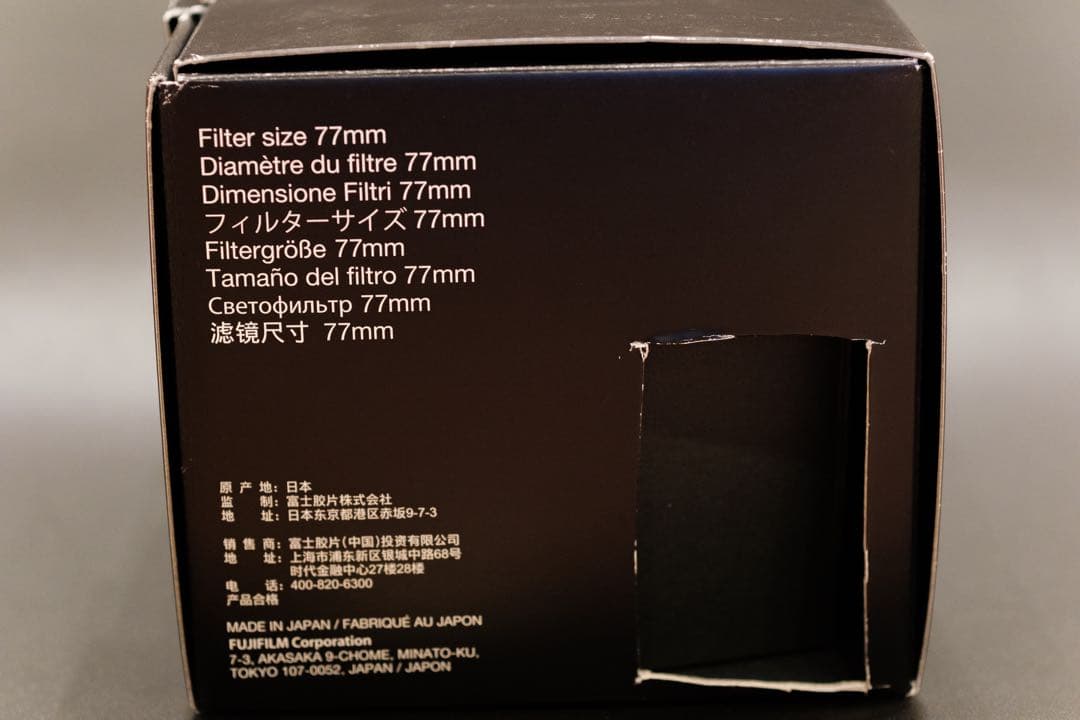 Filter size 77mm
Diamètre du filtre 77mm
Dimensione Filtri 77mm
フィルターサイズ 77mm
Filtergröße 77mm
Tamaño del filtro 77mm
Светофильтр 77mm
滤镜尺寸 77mm
原 产 地: 日本
监 制: 富士胶片株式会社
地 址: 日本东京都港区赤坂9-7-3
销 售 商: 富士胶片(中国)投资有限公司
地 址: 上海市浦东新区银城中路68号
时代金融中心27楼28楼
电 话: 400-820-6300
产品合格
MADE IN JAPAN / FABRIQUÉ AU JAPON
FUJIFILM Corporation
7-3, AKASAKA 9-CHOME, MINATO-KU,
TOKYO 107-0052, JAPAN / JAPON